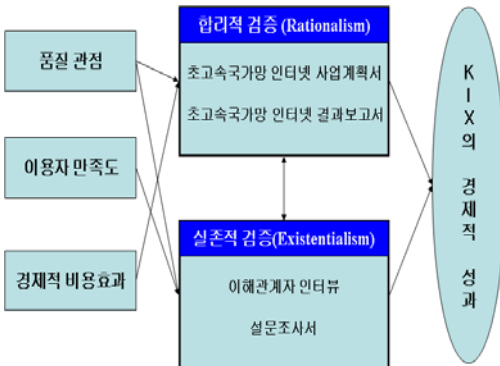 품질 관점
이용자 만족도
경제적 비용효과
합리적 검증 (Rationalism)
초고속국가망 인터넷 사업계획서
초고속국가망 인터넷 결과보고서
실존적 검증(Existentialism)
이해관계자 인터뷰
설문조사서
KIX의 경제적 성과